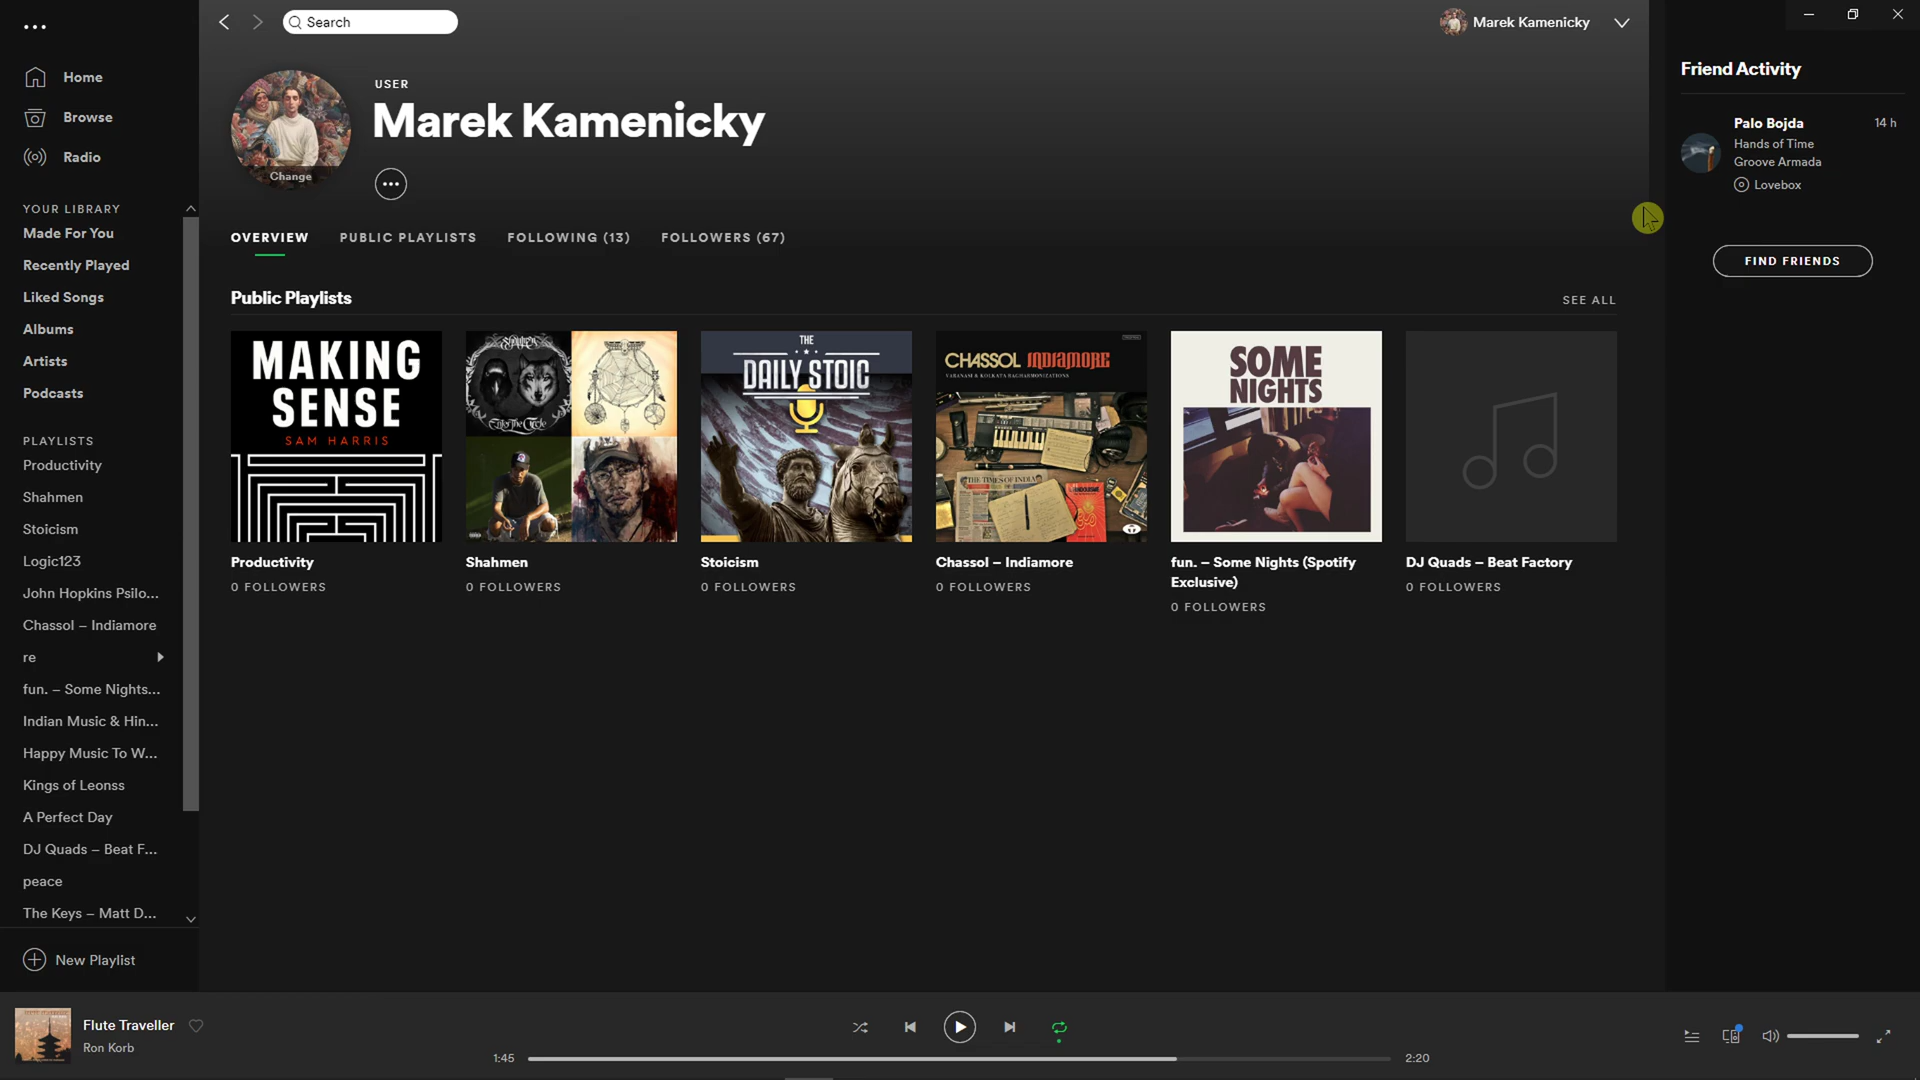 Search
Marek Kamenicky
Home
Browse
Radio
YOUR LIBRARY
Made For You
Recently Played
Liked Songs
Albums
Artists
Podcasts
PLAYLISTS
Productivity
Shahmen
Stoicism
Logic123
John Hopkins Psilo...
Chassol – Indiamore
re
fun. – Some Nights...
Indian Music & Hin...
Happy Music To W...
Kings of Leonss
A Perfect Day
DJ Quads – Beat F...
peace
The Keys – Matt D...
New Playlist
USER
Marek Kamenicky
Change
OVERVIEW
PUBLIC PLAYLISTS
FOLLOWING (13)
FOLLOWERS (67)
Public Playlists
SEE ALL
MAKING
SENSE
SAM HARRIS
Productivity
0 FOLLOWERS
Shahmen
0 FOLLOWERS
THE
DAILY STOIC
Stoicism
0 FOLLOWERS
CHASSOL INDIAMORE
THE TIMES OF INDIA
Chassol – Indiamore
0 FOLLOWERS
SOME
NIGHTS
fun. – Some Nights (Spotify
Exclusive)
0 FOLLOWERS
DJ Quads – Beat Factory
0 FOLLOWERS
Friend Activity
Palo Bojda
14 h
Hands of Time
Groove Armada
Lovebox
FIND FRIENDS
Flute Traveller
Ron Korb
1:45
2:20